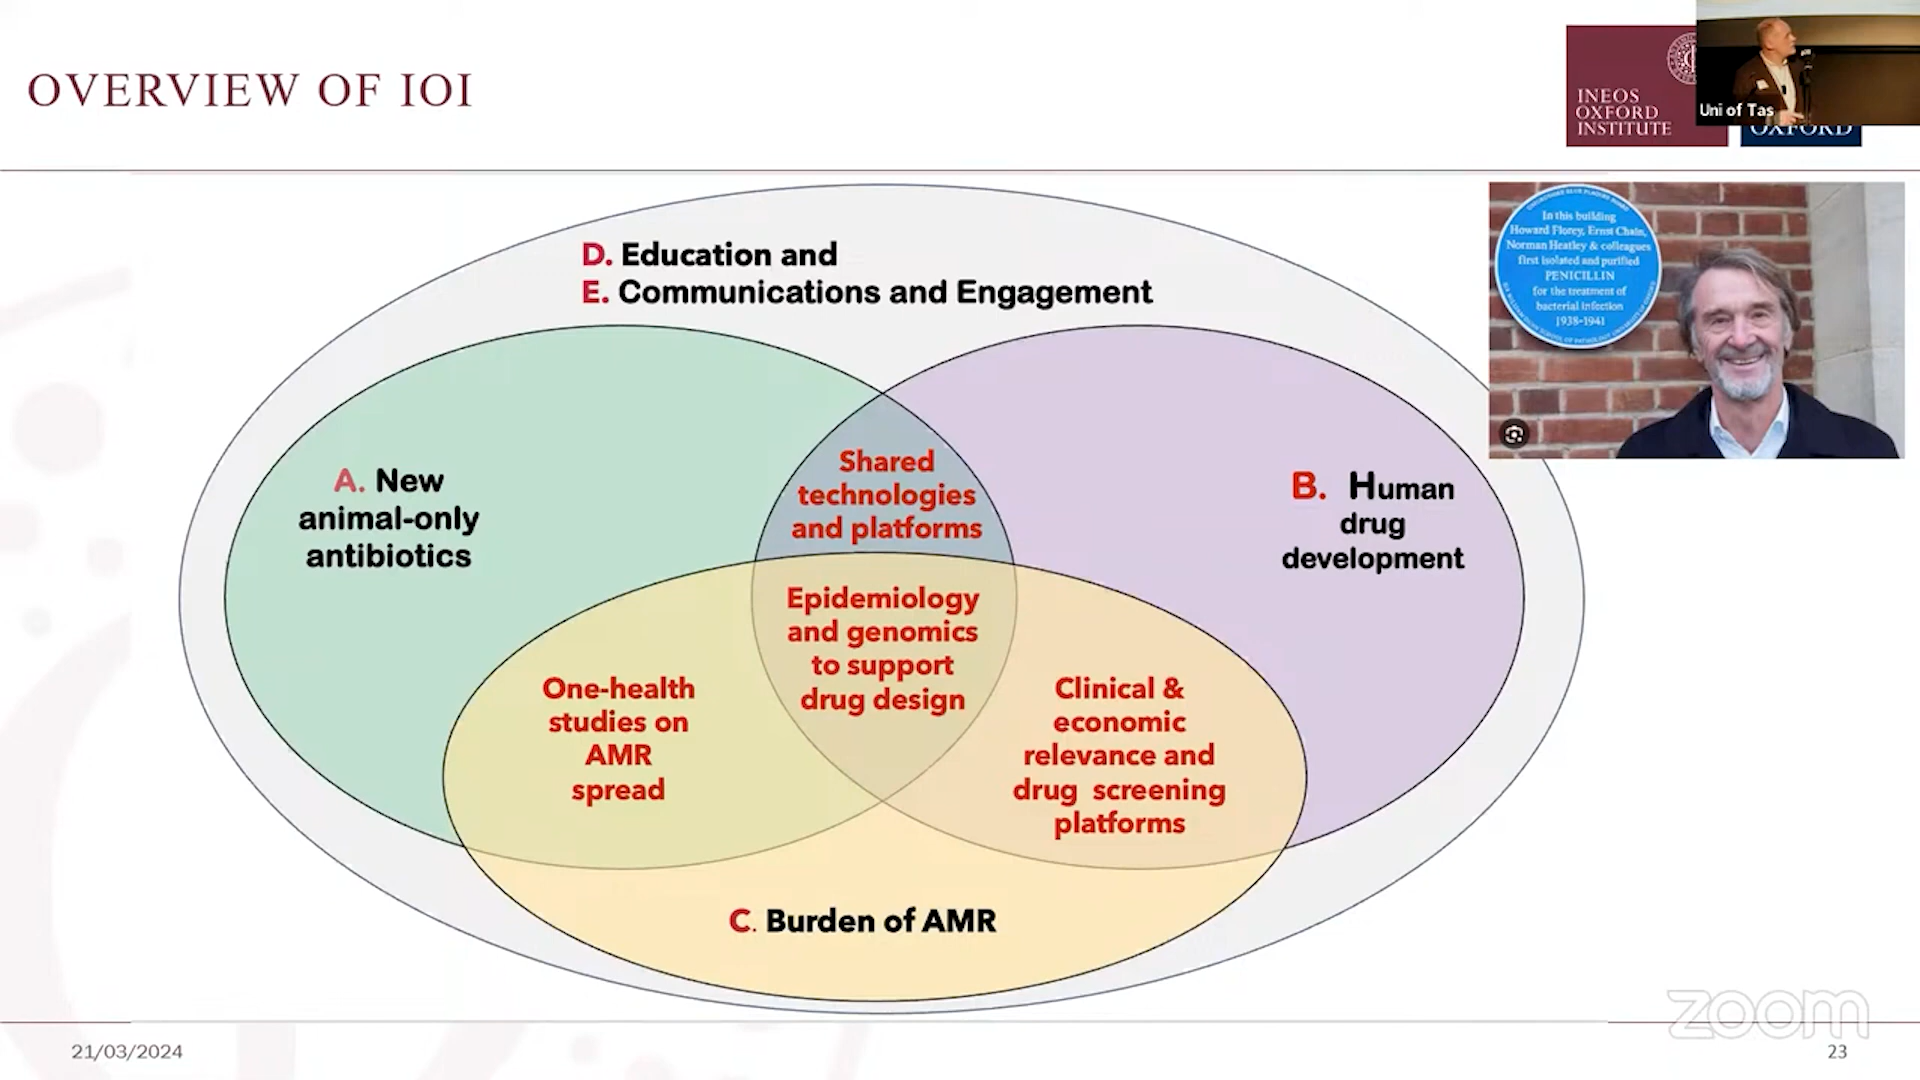 OVERVIEW OF IOI
INEOS
OXFORD
INSTITUTE
OXFORD
Uni of Tas
In this building
Howard Florey, Ernst Chain,
Norman Heatley & colleagues
first isolated and purified
PENICILLIN
for the treatment of
bacterial infection
1938-1941
D. Education and
E. Communications and Engagement
A. New
animal-only
antibiotics
Shared
technologies
and platforms
B. Human
drug
development
Epidemiology
and genomics
to support
drug design
One-health
studies on
AMR
spread
Clinical &
economic
relevance and
drug screening
platforms
C. Burden of AMR
zoom
21/03/2024
23